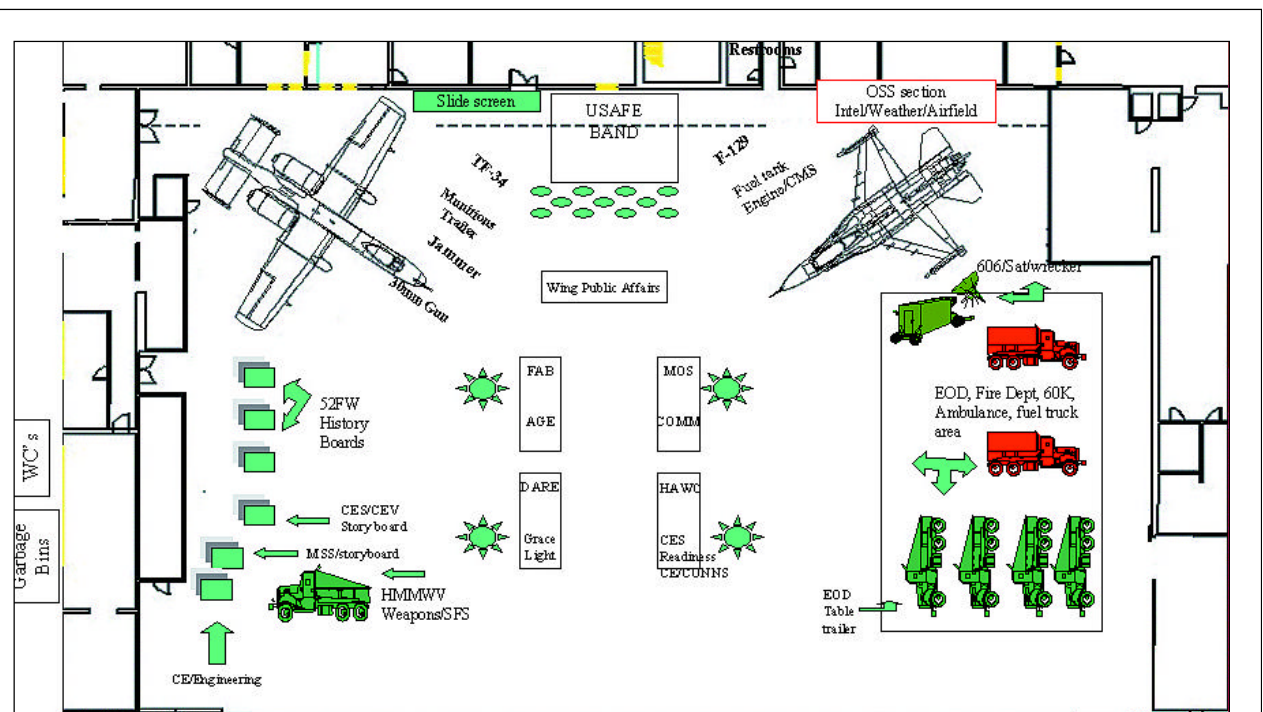 Restrooms
Slide screen
USAFE
BAND
OSS section
Intel/Weather/Airfield
TF-34
Munitions
Trailer
Jammer
30mm Gun
F-129
Fuel tank
Engine/CMS
606/Sat/wrecker
Wing Public Affairs
52FW
History
Boards
FAB
AGE
MOS
COMM
EOD, Fire Dept, 60K,
Ambulance, fuel truck
area
WC's
Garbage
Bins
DARE
Grace
Light
HAWC
CES
Readiness
CE/CUNNS
CES/CEV
Storyboard
MSS/storyboard
HMMWV
Weapons/SFS
EOD
Table
trailer
CE/Engineering